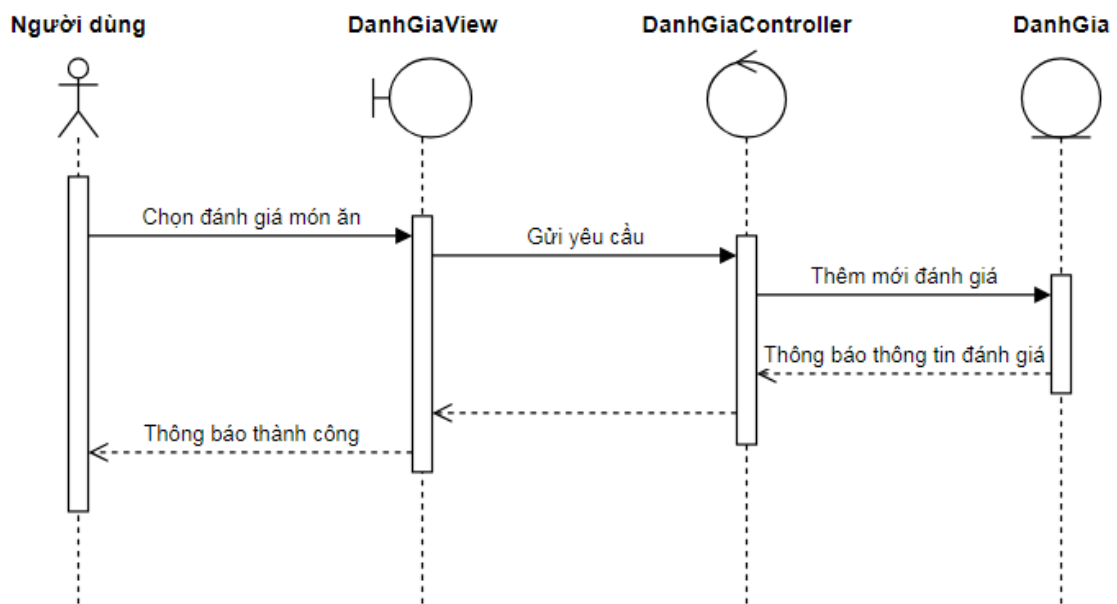 Người dùng
DanhGiaView
DanhGiaController
DanhGia
Chọn đánh giá món ăn
Gửi yêu cầu
Thêm mới đánh giá
Thông báo thông tin đánh giá
Thông báo thành công